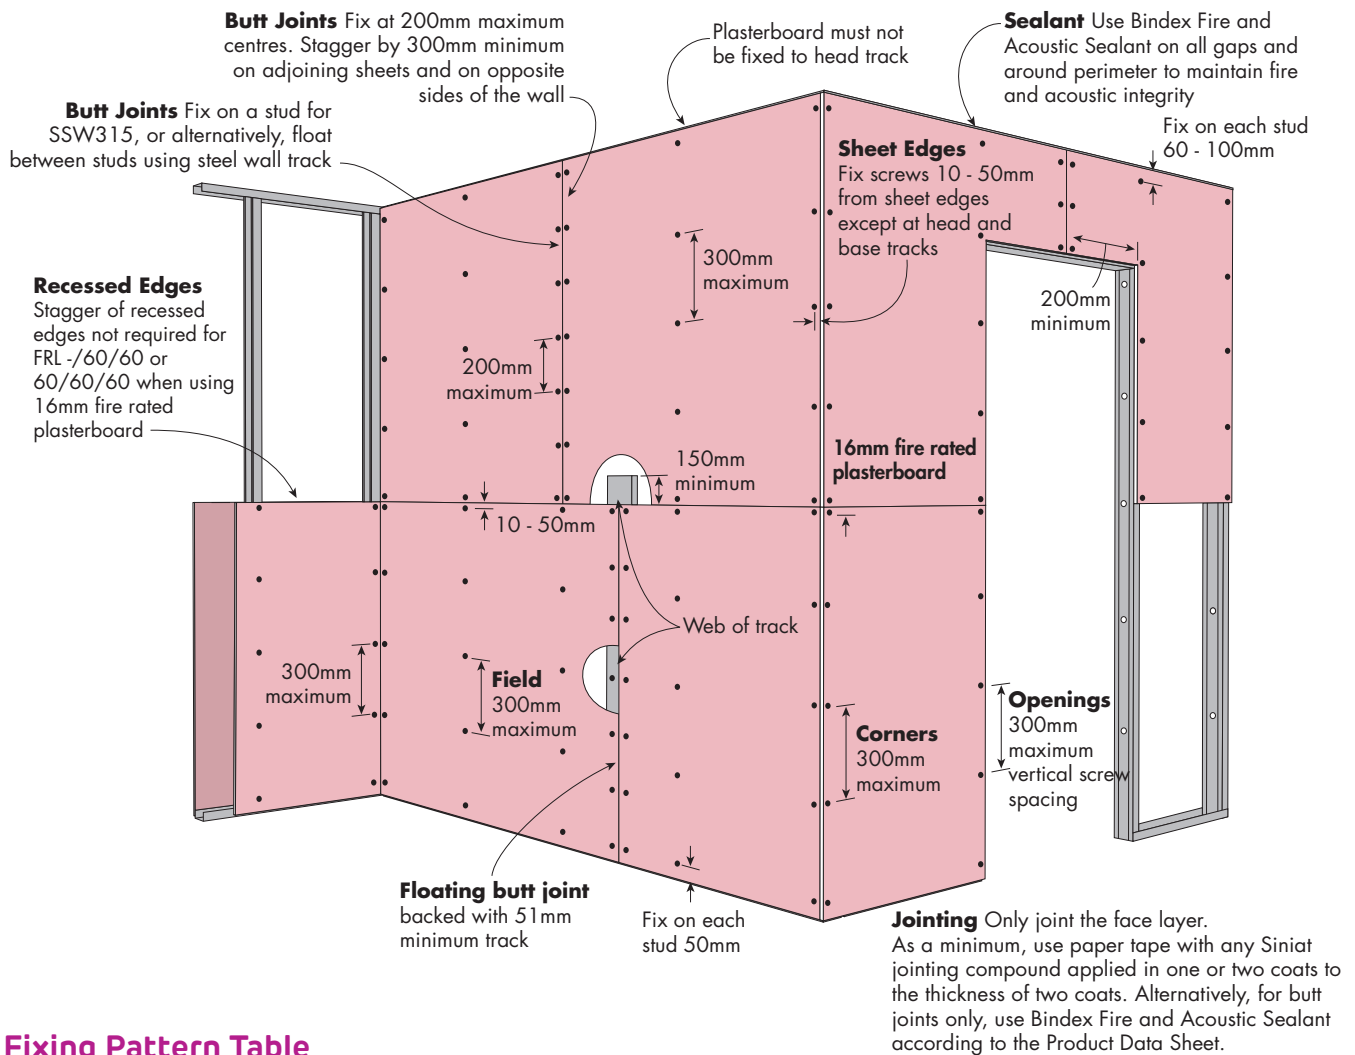 Butt Joints Fix at 200mm maximum
centres. Stagger by 300mm minimum
on adjoining sheets and on opposite
sides of the wall
Plasterboard must not
be fixed to head track
Sealant Use Bindex Fire and
Acoustic Sealant on all gaps and
around perimeter to maintain fire
and acoustic integrity
Butt Joints Fix on a stud for
SSW315, or alternatively, float
between studs using steel wall track
Fix on each stud
60 - 100mm
Sheet Edges
Fix screws 10 - 50mm
from sheet edges
except at head and
base tracks
300mm
maximum
Recessed Edges
Stagger of recessed
edges not required for
FRL -/60/60 or
60/60/60 when using
16mm fire rated
plasterboard
200mm
minimum
200mm
maximum
16mm fire rated
plasterboard
150mm
minimum
10 - 50mm
Web of track
300mm
maximum
Field
300mm
maximum
Corners
300mm
maximum
Openings
300mm
maximum
vertical screw
spacing
Floating butt joint
backed with 51mm
minimum track
Fix on each
stud 50mm
Jointing Only joint the face layer.
As a minimum, use paper tape with any Siniat
jointing compound applied in one or two coats to
the thickness of two coats. Alternatively, for butt
joints only, use Bindex Fire and Acoustic Sealant
according to the Product Data Sheet.
Fixing Pattern Table